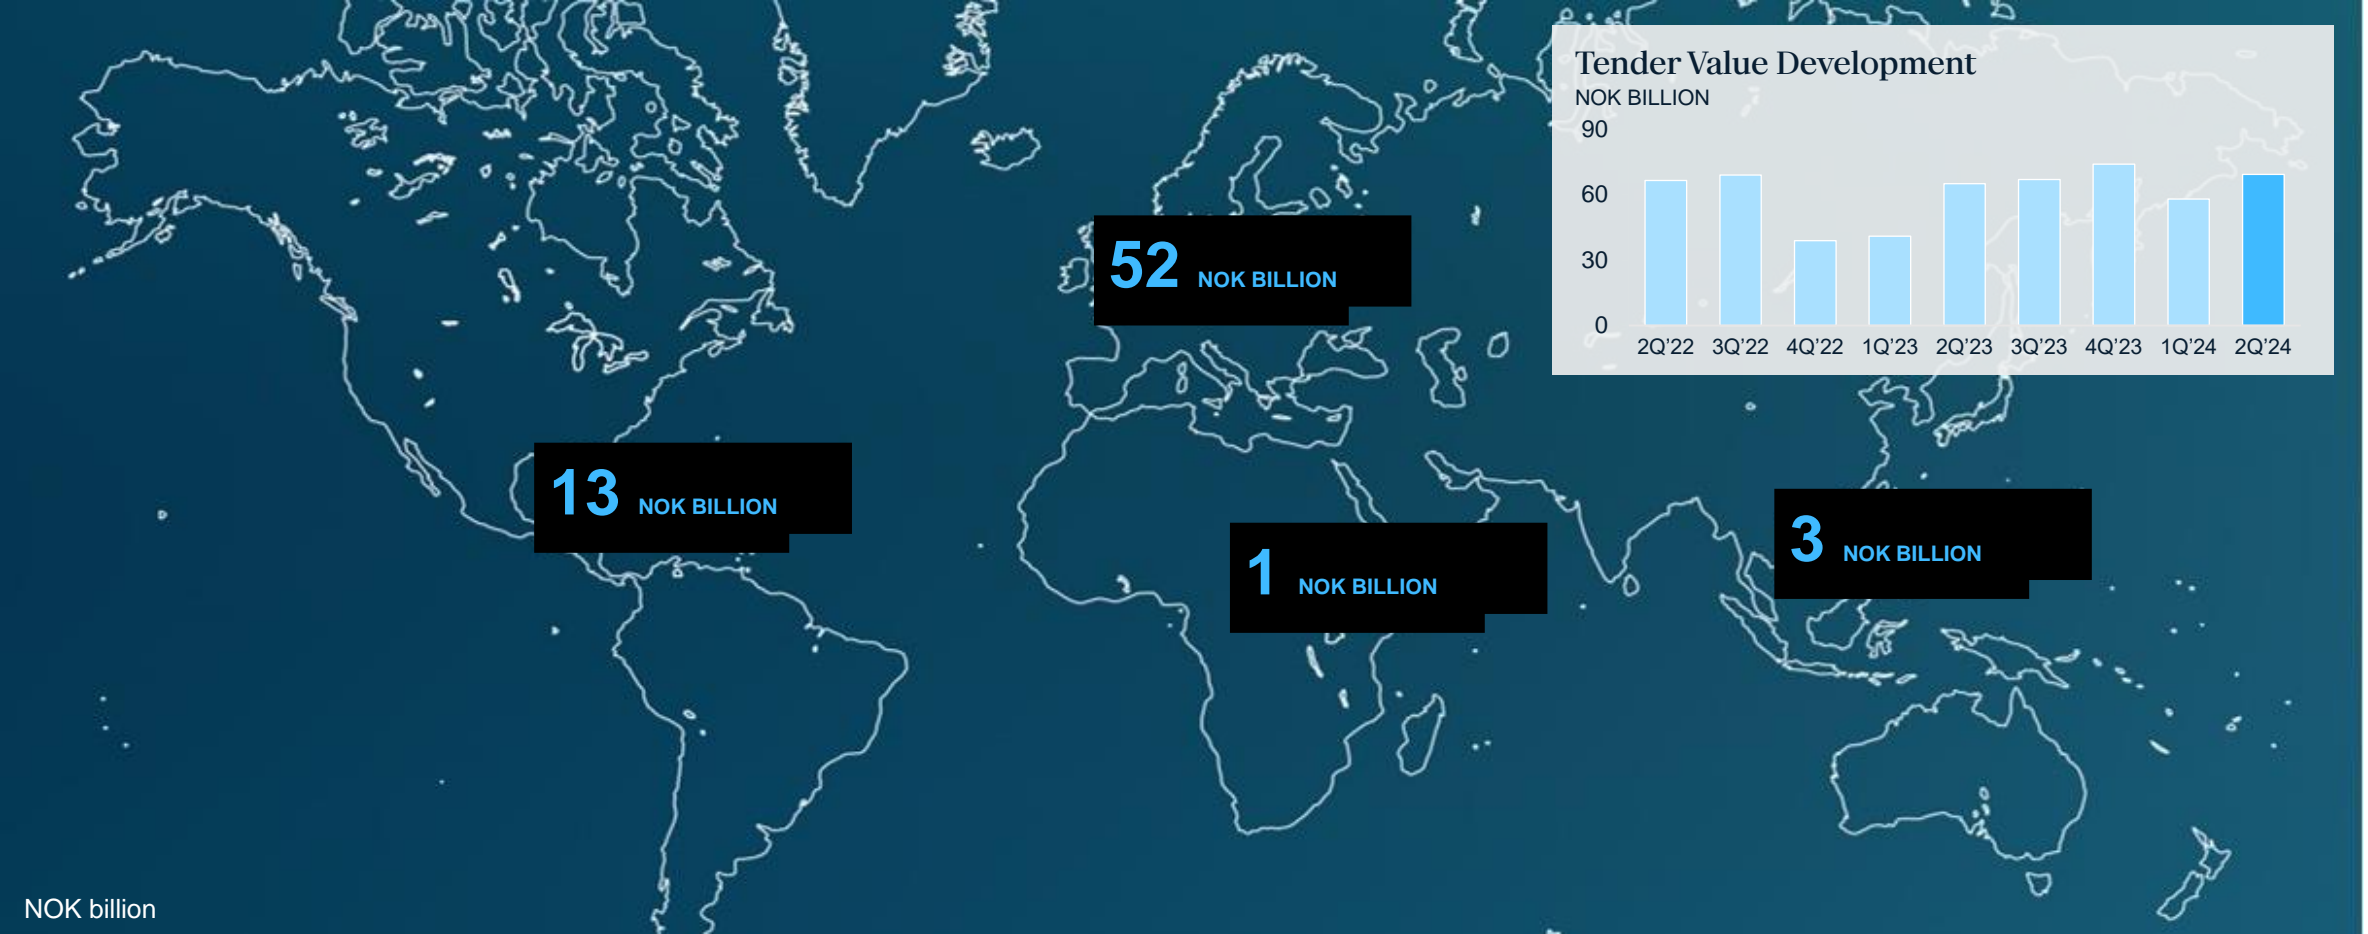 Tender Value Development
NOK BILLION
90
60
30
0
2Q’22 3Q’22 4Q’22 1Q’23 2Q’23 3Q’23 4Q’23 1Q’24 2Q’24
52 NOK BILLION
13 NOK BILLION
1 NOK BILLION
3 NOK BILLION
NOK billion